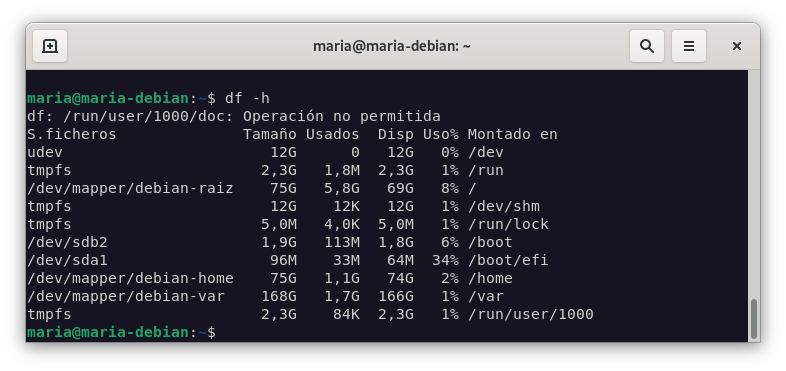 maria@maria-debian: ~
maria@maria-debian:~$ df -h
df: /run/user/1000/doc: Operación no permitida
S.ficheros              Tamaño Usados  Disp Uso% Montado en
udev                       12G      0   12G   0% /dev
tmpfs                     2,3G   1,8M  2,3G   1% /run
/dev/mapper/debian-raiz    75G   5,8G   69G   8% /
tmpfs                      12G    12K   12G   1% /dev/shm
tmpfs                     5,0M   4,0K  5,0M   1% /run/lock
/dev/sdb2                 1,9G   113M  1,8G   6% /boot
/dev/sda1                  96M    33M   64M  34% /boot/efi
/dev/mapper/debian-home    75G   1,1G   74G   2% /home
/dev/mapper/debian-var    168G   1,7G  166G   1% /var
tmpfs                     2,3G    84K  2,3G   1% /run/user/1000
maria@maria-debian:~$